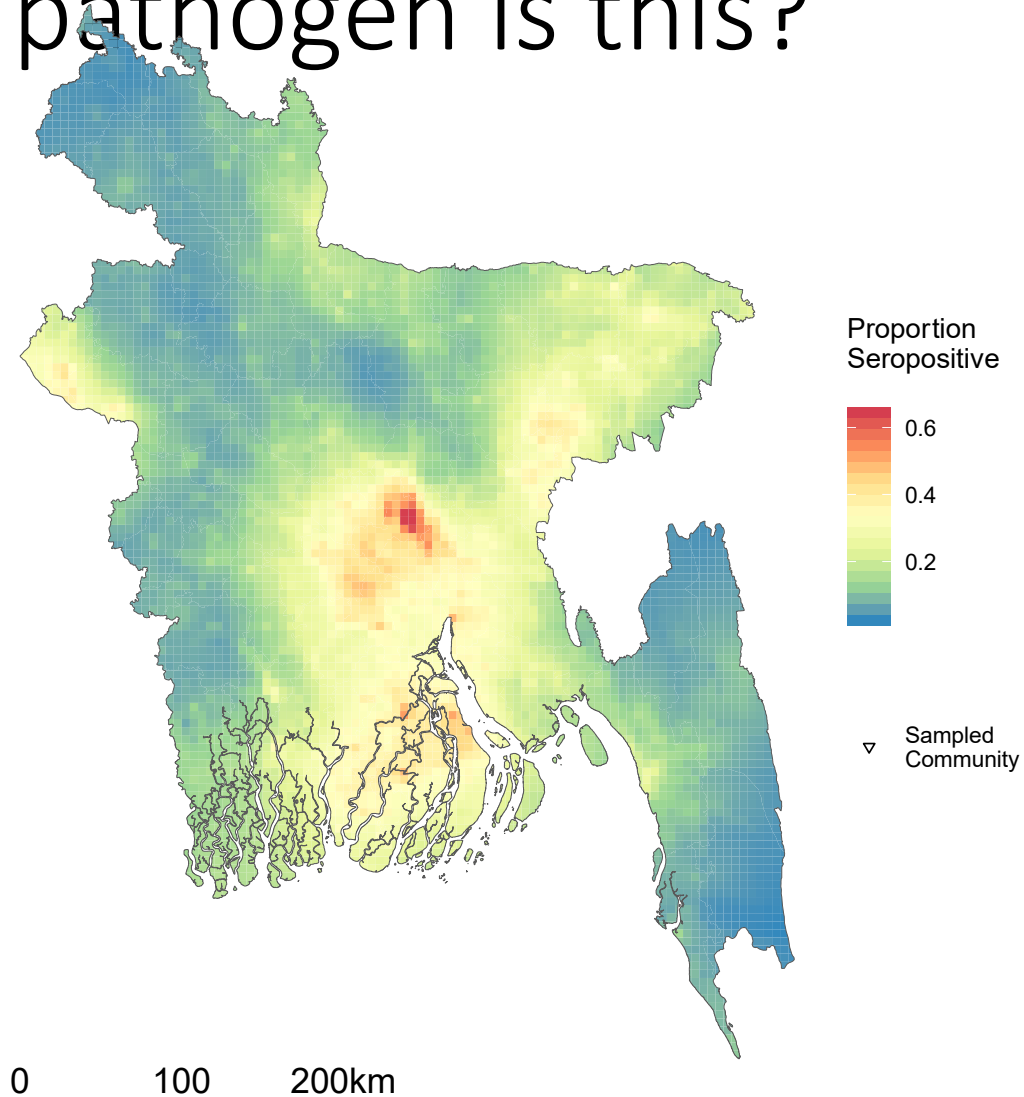 pathogen is this?
Proportion
Seropositive
0.6
0.4
0.2
Sampled
Community
0 100 200km